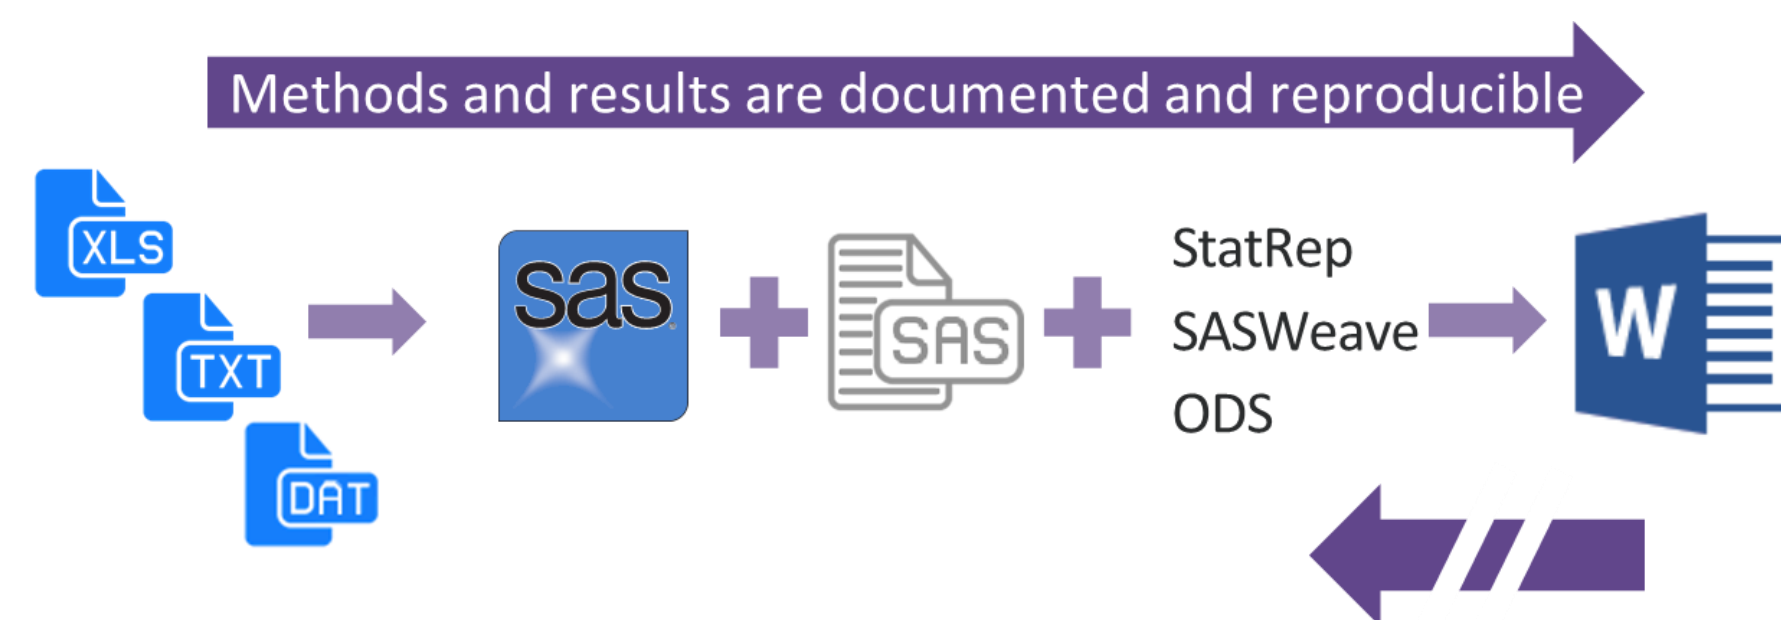 Methods and results are documented and reproducible
XLS
TXT
DAT
sas
SAS
StatRep
SASWeave
ODS
W